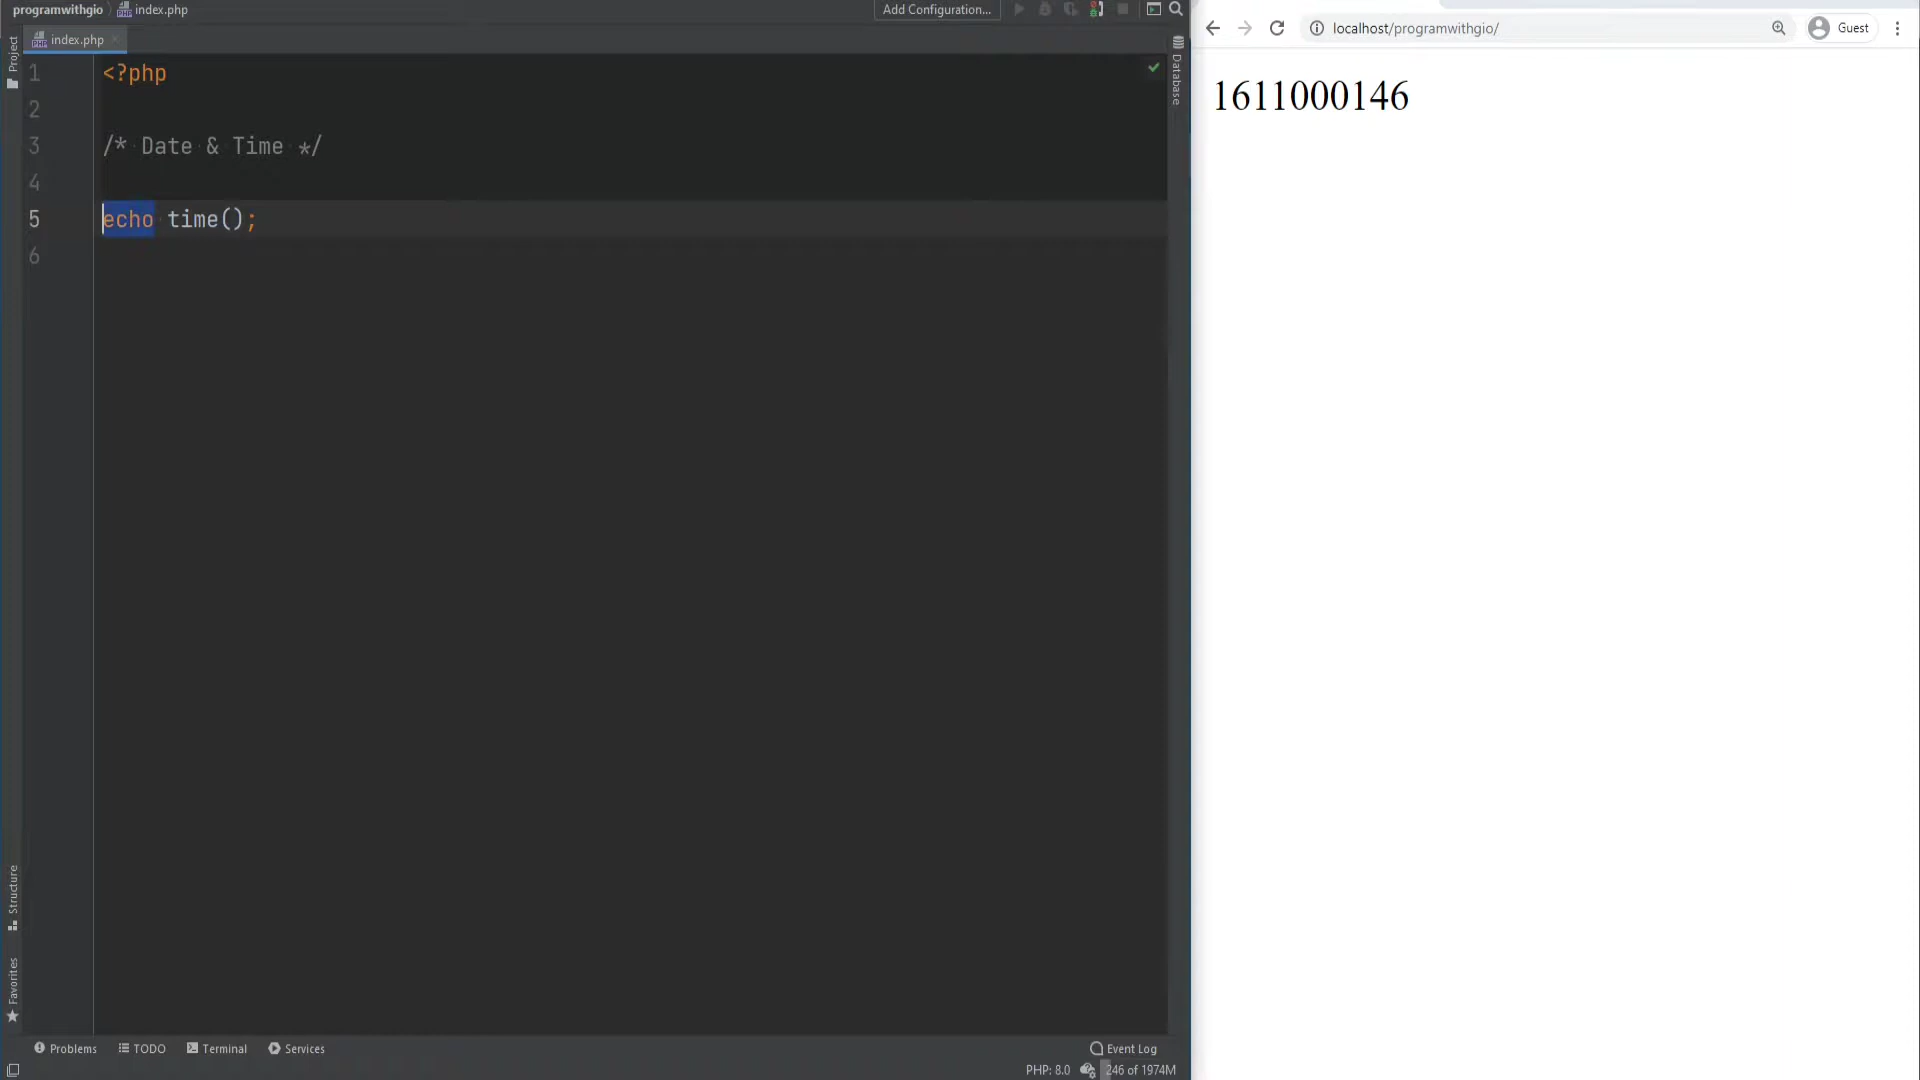 programwithgio
index.php
Add Configuration...
localhost/programwithgio/
Guest
Project
index.php
Database
1 <?php
2
3 /* Date & Time */
4
5 echo time();
6
1611000146
Structure
Favorites
Problems
TODO
Terminal
Services
Event Log
PHP: 8.0
246 of 1974M